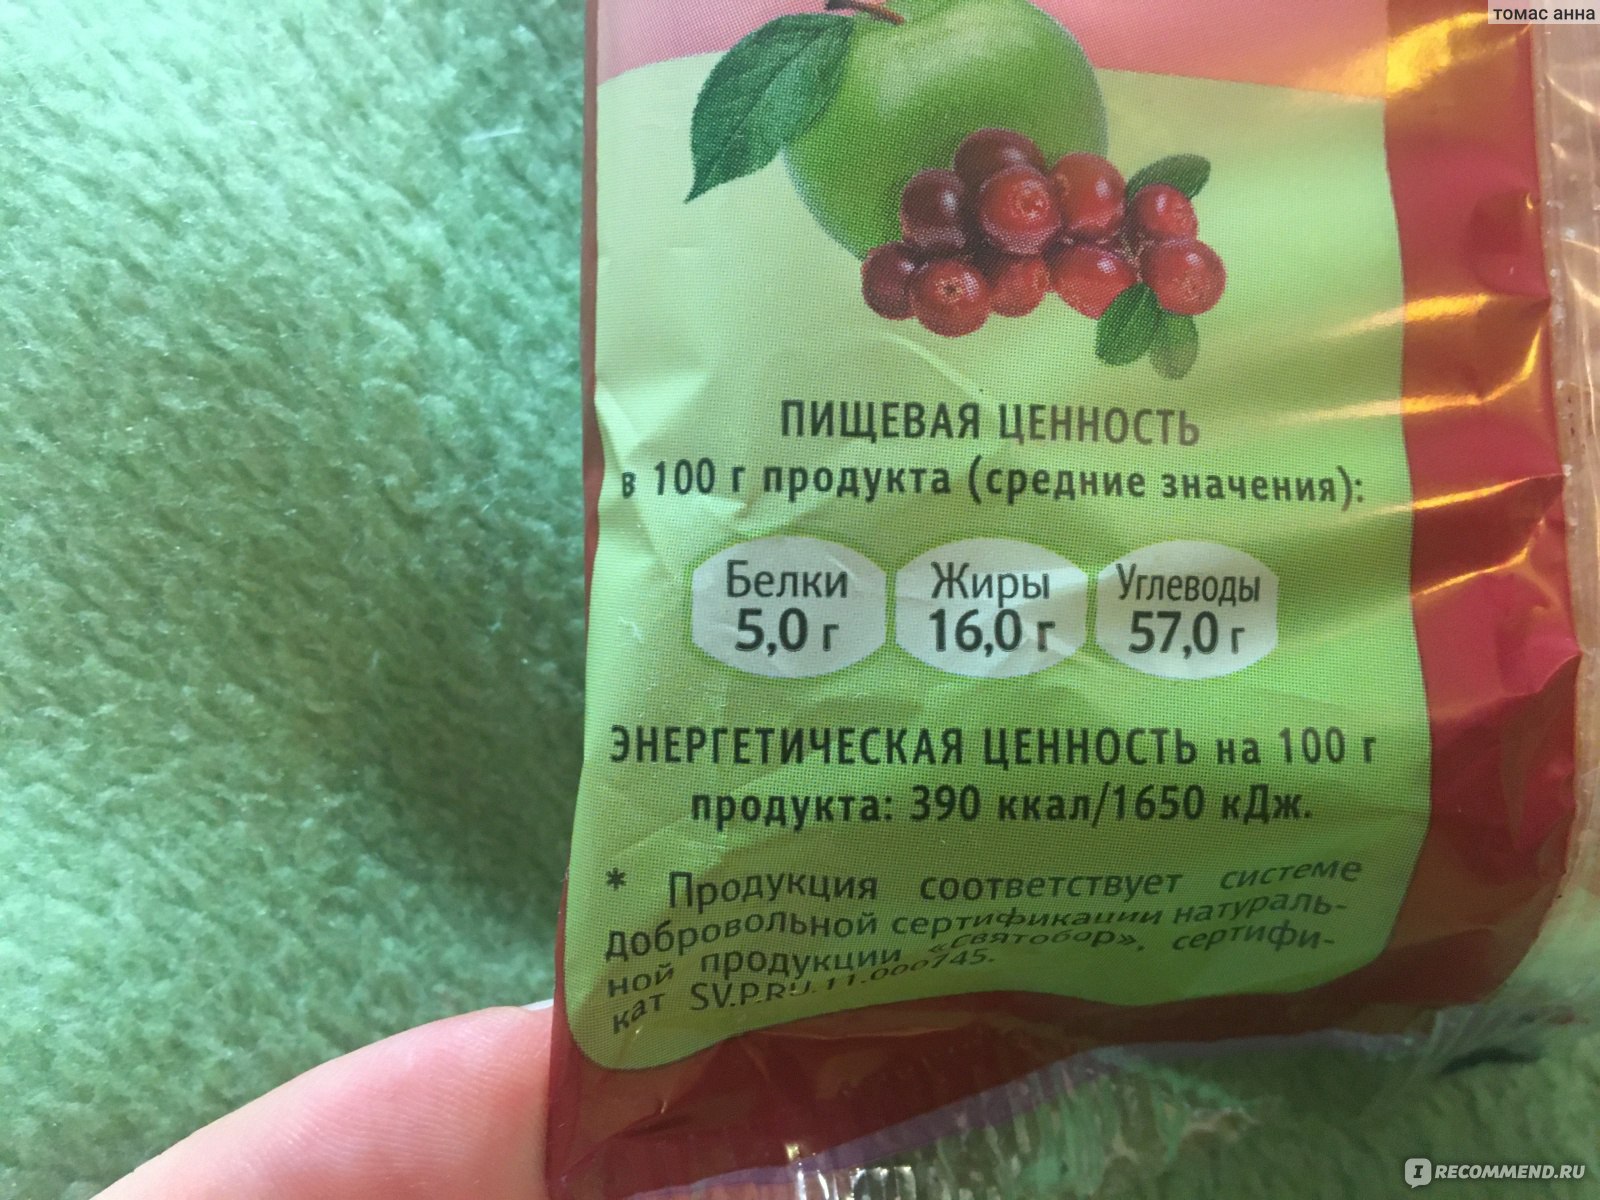 томас анна
ПИЩЕВАЯ ЦЕННОСТЬ
в 100 г продукта (средние значения):
Белки Жиры Углеводы
5,0 г 16,0 г 57,0 г
ЭНЕРГЕТИЧЕСКАЯ ЦЕННОСТЬ на 100 г
продукта: 390 ккал/1650 кДж.
* Продукция соответствует системе
добровольной сертификации натураль-
ной продукции «Святобор», сертифи-
кат SV.P.RU.11.000745.
IRECOMMEND.RU